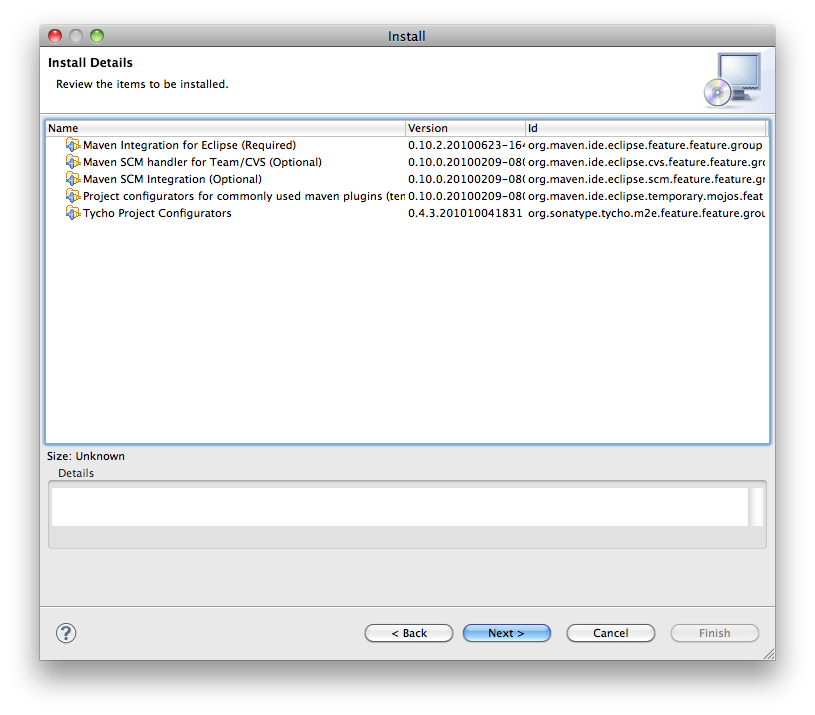 Install
Install Details
Review the items to be installed.
Name Version Id
Maven Integration for Eclipse (Required) 0.10.2.20100623-164 org.maven.ide.eclipse.feature.feature.group
Maven SCM handler for Team/CVS (Optional) 0.10.0.20100209-080 org.maven.ide.eclipse.cvs.feature.feature.gro
Maven SCM Integration (Optional) 0.10.0.20100209-080 org.maven.ide.eclipse.scm.feature.feature.gr
Project configurators for commonly used maven plugins (ten 0.10.0.20100209-080 org.maven.ide.eclipse.temporary.mojos.feat
Tycho Project Configurators 0.4.3.201010041831 org.sonatype.tycho.m2e.feature.feature.grou
Size: Unknown
Details
? < Back Next > Cancel Finish